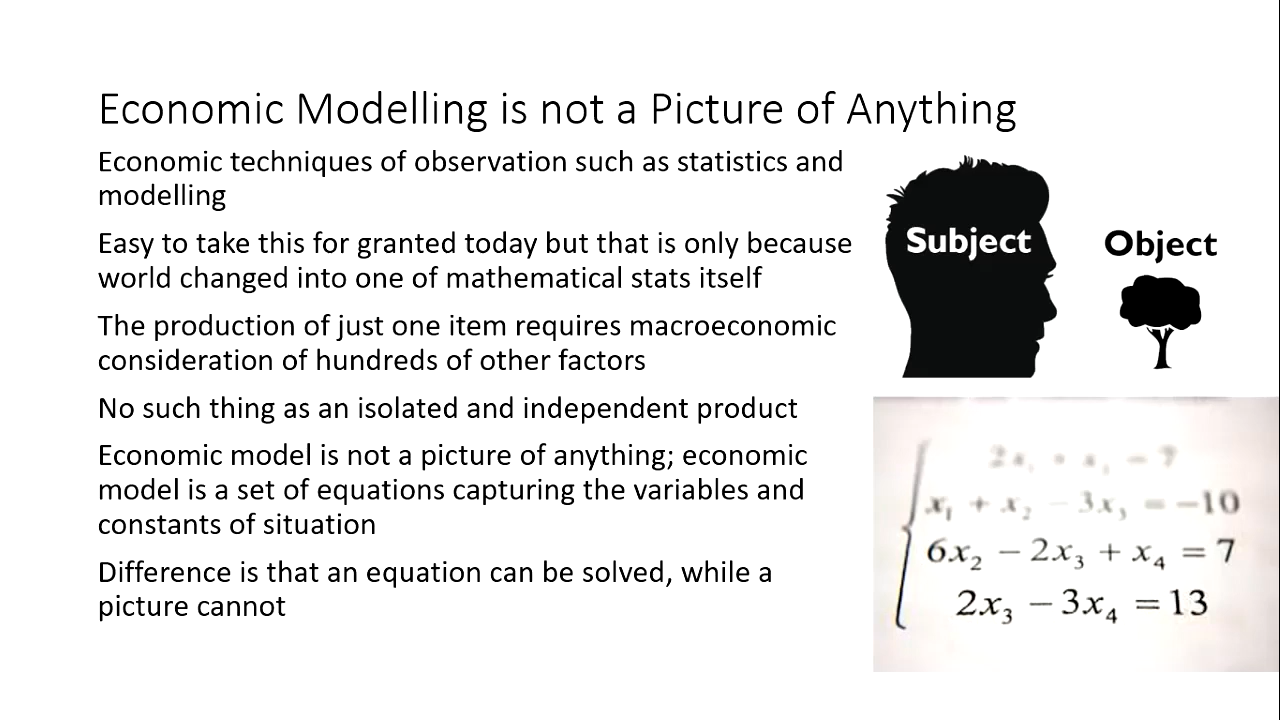 Economic Modelling is not a Picture of Anything
Economic techniques of observation such as statistics and
modelling
Easy to take this for granted today but that is only because
world changed into one of mathematical stats itself
The production of just one item requires macroeconomic
consideration of hundreds of other factors
No such thing as an isolated and independent product
Economic model is not a picture of anything; economic
model is a set of equations capturing the variables and
constants of situation
Difference is that an equation can be solved, while a
picture cannot
Subject
Object
x₁ + x₂ − 3x₃ = −10
6x₂ − 2x₃ + x₄ = 7
2x₃ − 3x₄ = 13